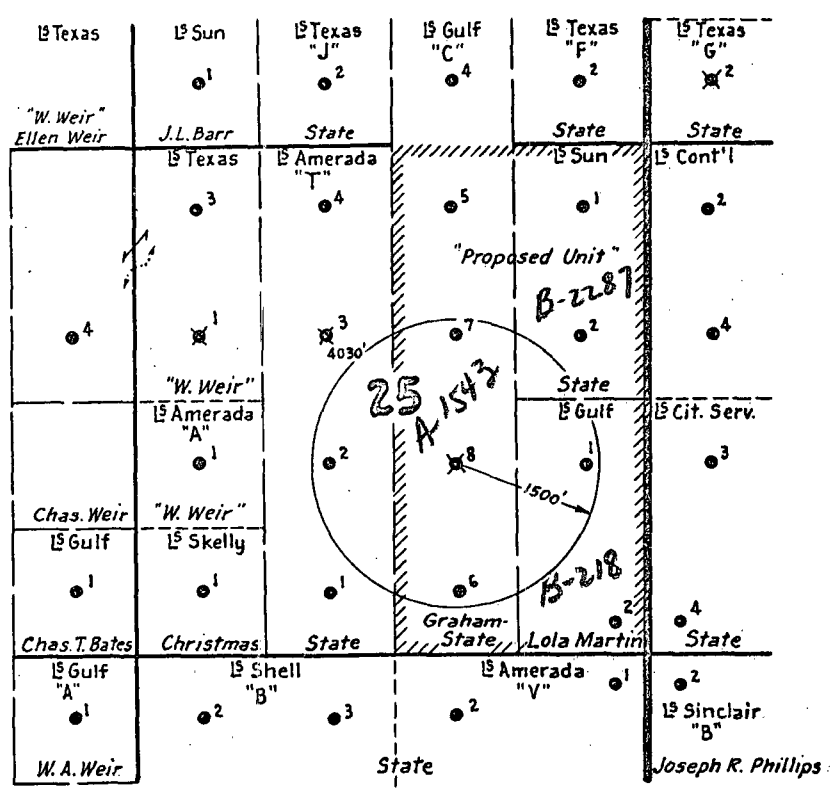 Ls Texas
Ls Sun
Ls Texas
"J"
Ls Gulf
"C"
Ls Texas
"F"
Ls Texas
"G"
1
2
4
2
2
"W. Weir"
Ellen Weir
J.L. Barr
State
State
State
Ls Texas
Ls Amerada
"T"
Ls Sun
Ls Cont'l
3
4
5
1
2
"Proposed Unit"
B-2287
4
1
3
4030'
7
2
4
"W. Weir"
State
25
A-1543
Ls Amerada
"A"
Ls Gulf
Ls Cit. Serv.
1
2
8
1
3
1500'
Chas. Weir
"W. Weir"
Ls Gulf
Ls Skelly
B-218
1
1
1
6
2
4
Chas. T. Bates
Christmas
State
Graham-
State
Lola Martin
State
Ls Gulf
"A"
Ls Shell
"B"
Ls Amerada
"V"
1
2
1
2
3
2
Ls Sinclair
"B"
W. A. Weir
State
Joseph R. Phillips